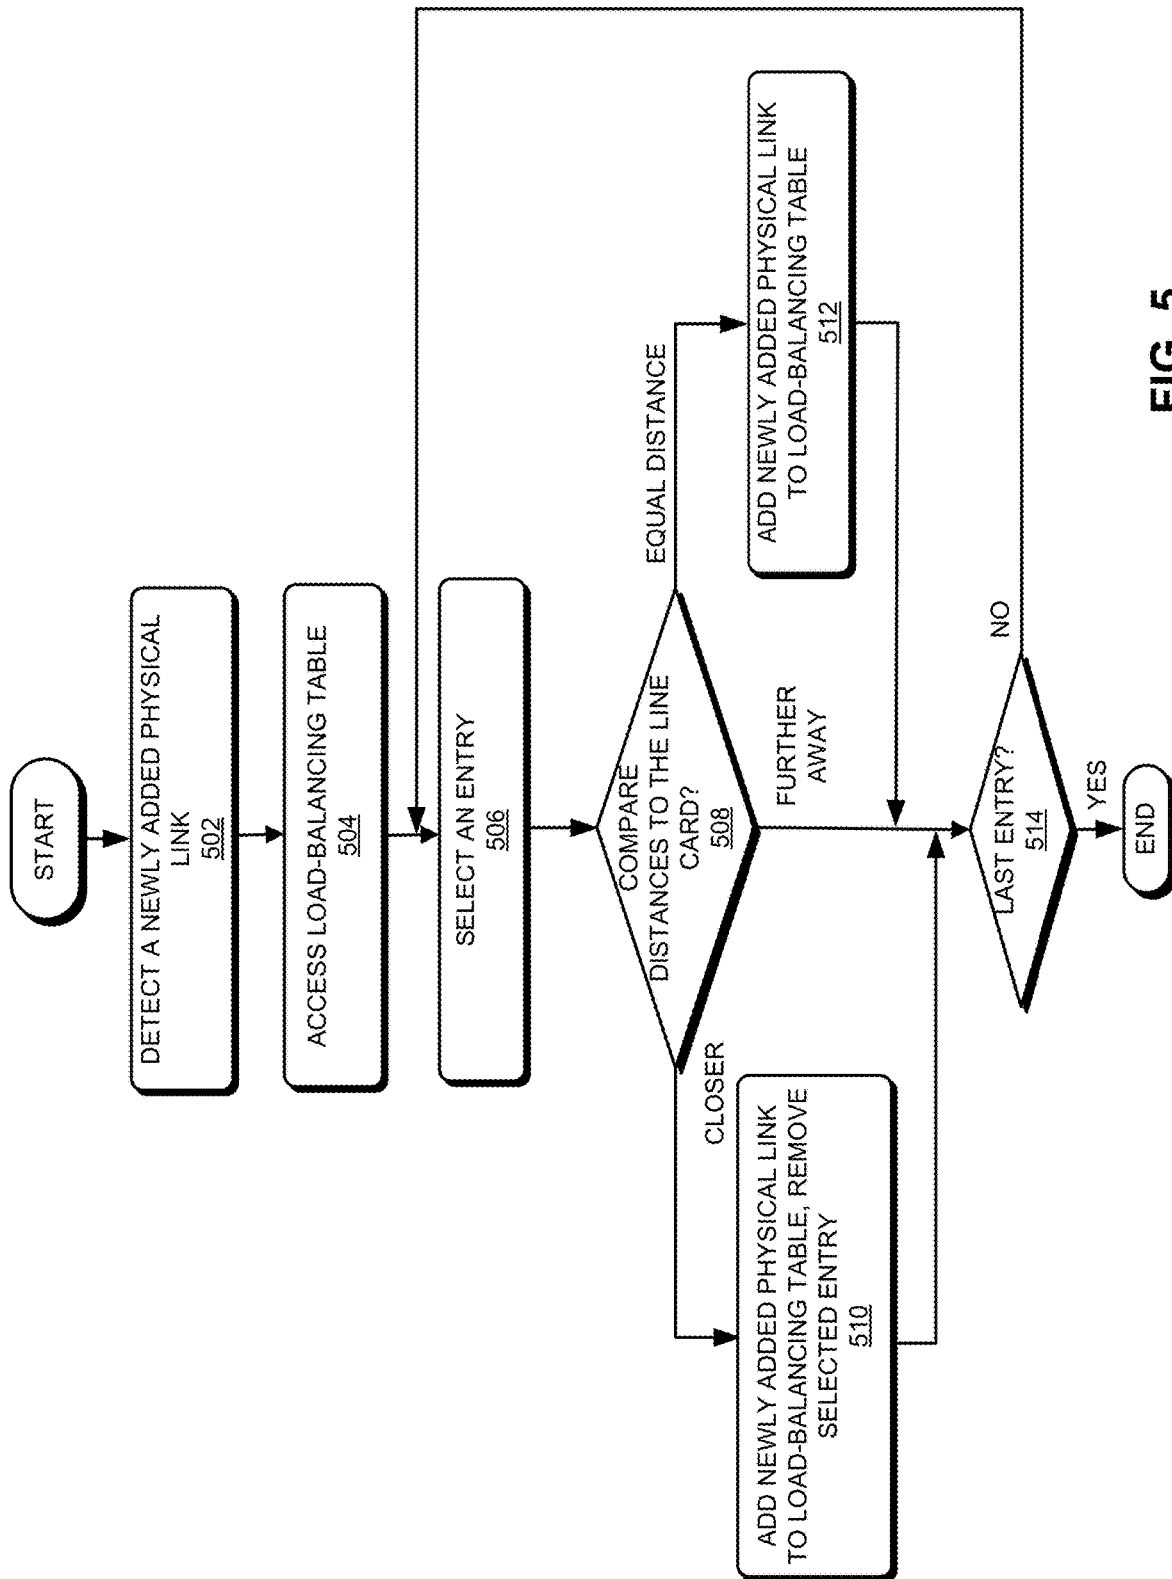 START
DETECT A NEWLY ADDED PHYSICAL
LINK
502
ACCESS LOAD-BALANCING TABLE
504
SELECT AN ENTRY
506
COMPARE
DISTANCES TO THE LINE
CARD?
508
CLOSER
FURTHER
AWAY
EQUAL DISTANCE
ADD NEWLY ADDED PHYSICAL LINK
TO LOAD-BALANCING TABLE, REMOVE
SELECTED ENTRY
510
ADD NEWLY ADDED PHYSICAL LINK
TO LOAD-BALANCING TABLE
512
LAST ENTRY?
514
NO
YES
END
FIG. 5